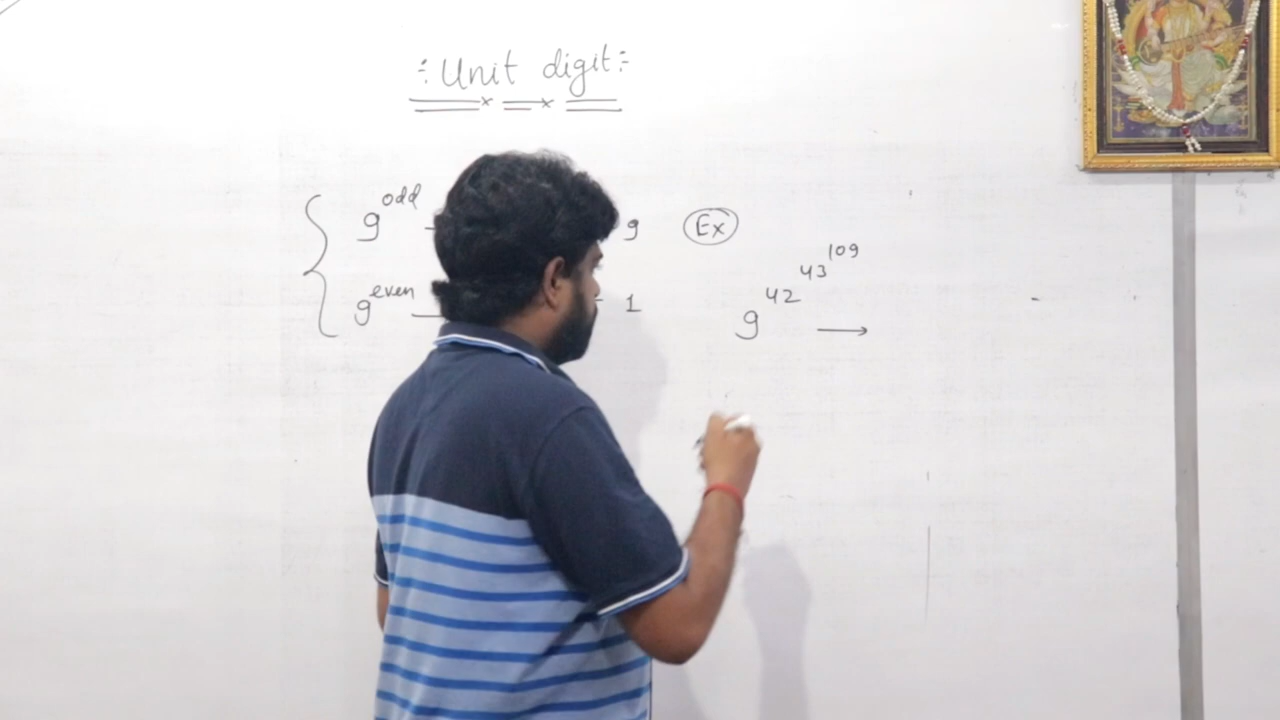 :Unit digit:
9^odd - 9 Ex
9^even - 1 9^42^43^109 →